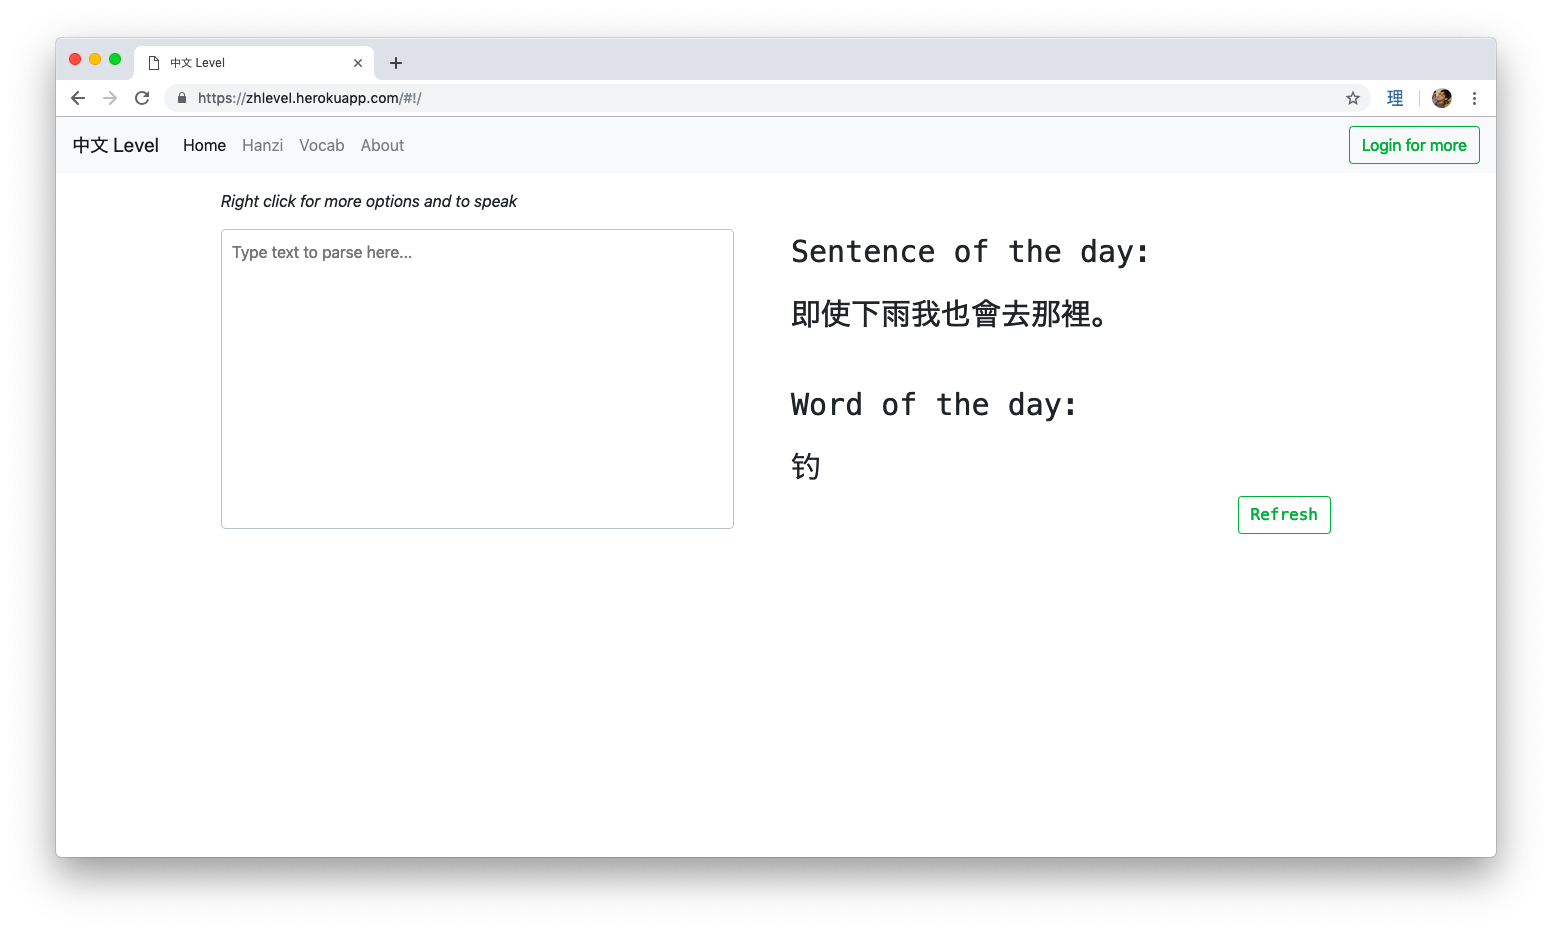 中文 Level
https://zhlevel.herokuapp.com/#!/
理
中文 Level Home Hanzi Vocab About Login for more
Right click for more options and to speak
Type text to parse here...
Sentence of the day:
即使下雨我也會去那裡。
Word of the day:
钓
Refresh